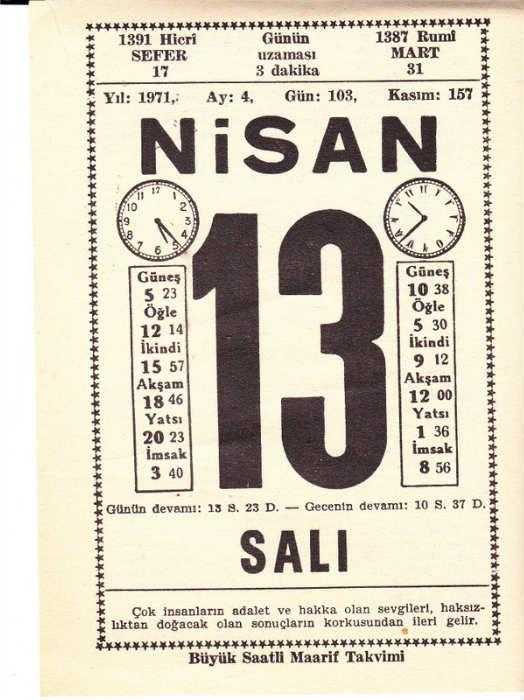 1391 Hicrî
SEFER
17
Günün
uzaması
3 dakika
1387 Rumî
MART
31
Yıl: 1971, Ay: 4, Gün: 103, Kasım: 157
NiSAN
13
Güneş
5 23
Öğle
12 14
İkindi
15 57
Akşam
18 46
Yatsı
20 23
İmsak
3 40
Güneş
10 38
Öğle
5 30
İkindi
9 12
Akşam
12 00
Yatsı
1 36
İmsak
8 56
Günün devamı: 13 S. 23 D. — Gecenin devamı: 10 S. 37 D.
SALI
Çok insanların adalet ve hakka olan sevgileri, haksız-
lıktan doğacak olan sonuçların korkusundan ileri gelir.
Büyük Saatli Maarif Takvimi